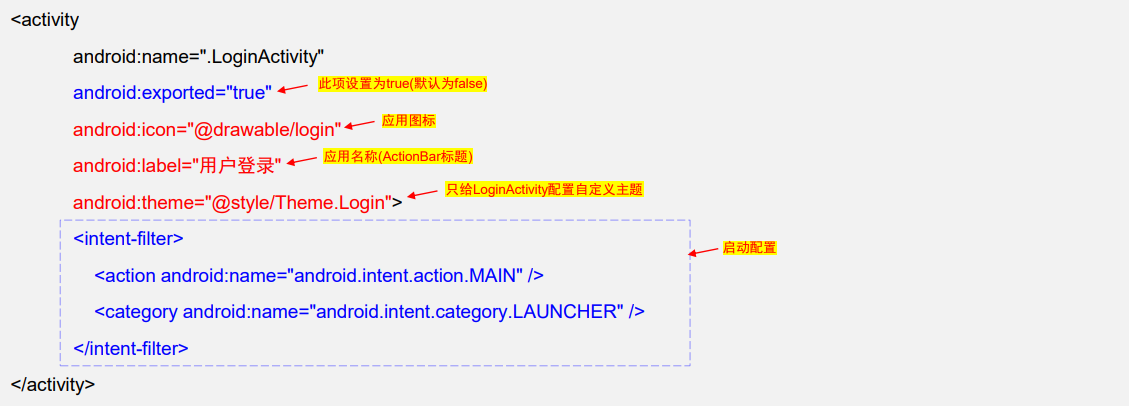 <activity
android:name=".LoginActivity"
android:exported="true" 此项设置为true(默认为false)
android:icon="@drawable/login" 应用图标
android:label="用户登录" 应用名称(ActionBar标题)
android:theme="@style/Theme.Login"> 只给LoginActivity配置自定义主题
<intent-filter> 启动配置
<action android:name="android.intent.action.MAIN" />
<category android:name="android.intent.category.LAUNCHER" />
</intent-filter>
</activity>